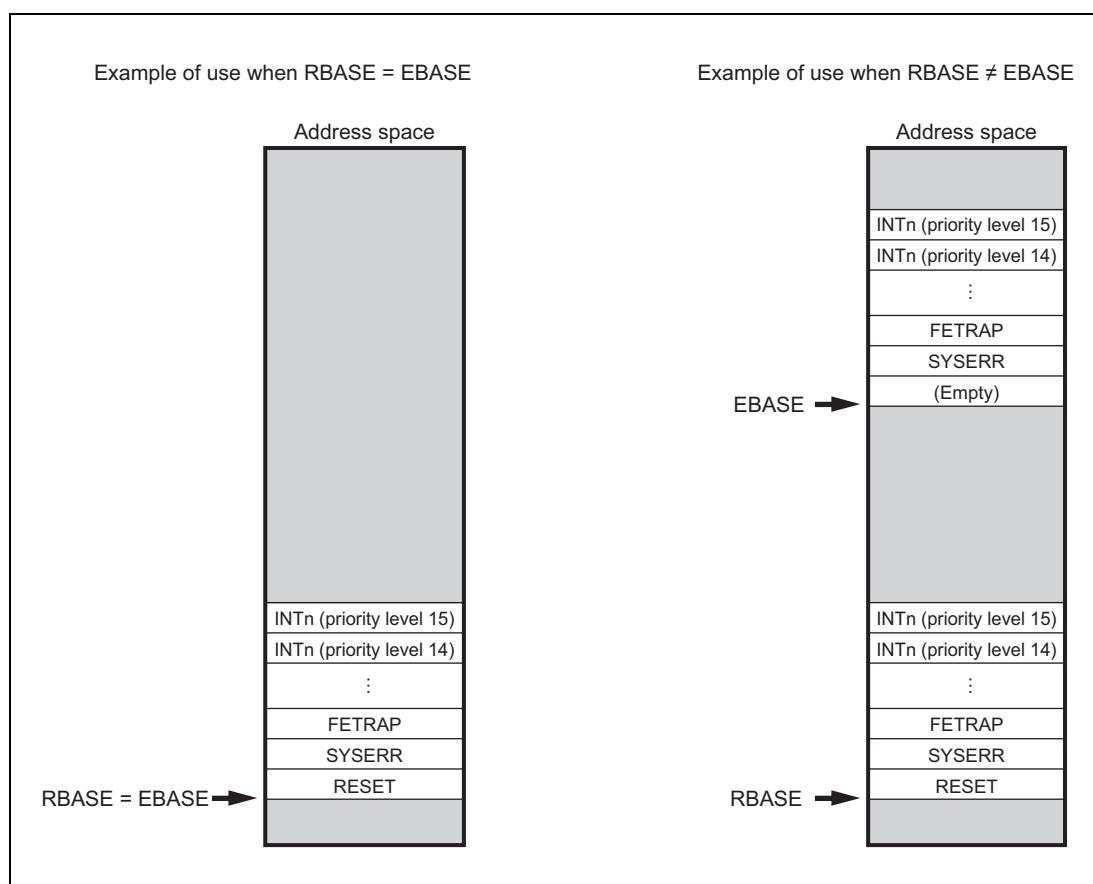 Example of use when RBASE = EBASE
Address space
INTn (priority level 15)
INTn (priority level 14)
⋮
FETRAP
SYSERR
RESET
RBASE = EBASE
Example of use when RBASE ≠ EBASE
Address space
INTn (priority level 15)
INTn (priority level 14)
⋮
FETRAP
SYSERR
(Empty)
EBASE
INTn (priority level 15)
INTn (priority level 14)
⋮
FETRAP
SYSERR
RESET
RBASE